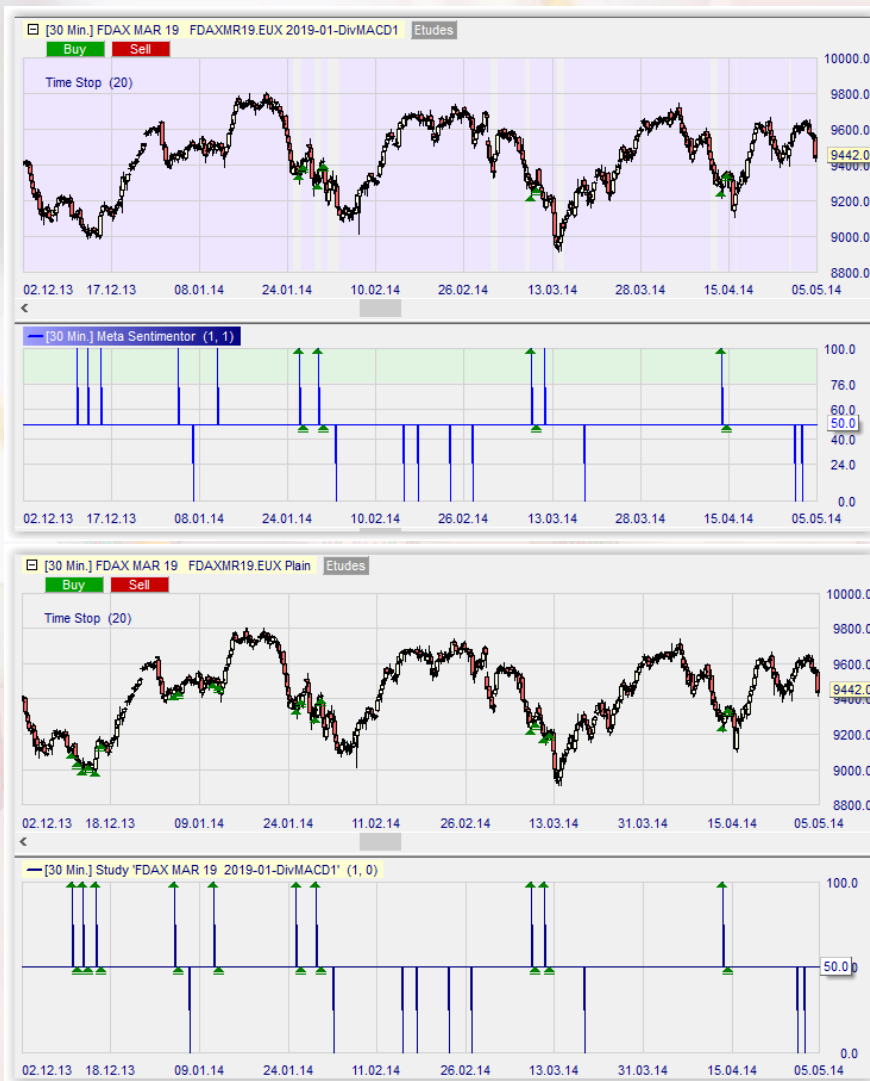 [30 Min.] FDAX MAR 19 FDAXMR19.EUX 2019-01-DivMACD1 Etudes
Buy Sell
Time Stop (20)
10000.0
9800.0
9600.0
9442.0
9400.0
9200.0
9000.0
8800.0
02.12.13 17.12.13 08.01.14 24.01.14 10.02.14 26.02.14 13.03.14 28.03.14 15.04.14 05.05.14
[30 Min.] Meta Sentimentor (1, 1)
100.0
76.0
60.0
50.0
40.0
24.0
0.0
02.12.13 17.12.13 08.01.14 24.01.14 10.02.14 26.02.14 13.03.14 28.03.14 15.04.14 05.05.14
[30 Min.] FDAX MAR 19 FDAXMR19.EUX Plain Etudes
Buy Sell
Time Stop (20)
10000.0
9800.0
9600.0
9442.0
9400.0
9200.0
9000.0
8800.0
02.12.13 18.12.13 09.01.14 24.01.14 11.02.14 26.02.14 13.03.14 31.03.14 15.04.14 05.05.14
[30 Min.] Study 'FDAX MAR 19 2019-01-DivMACD1' (1, 0)
100.0
50.0
0.0
02.12.13 18.12.13 09.01.14 24.01.14 11.02.14 26.02.14 13.03.14 31.03.14 15.04.14 05.05.14